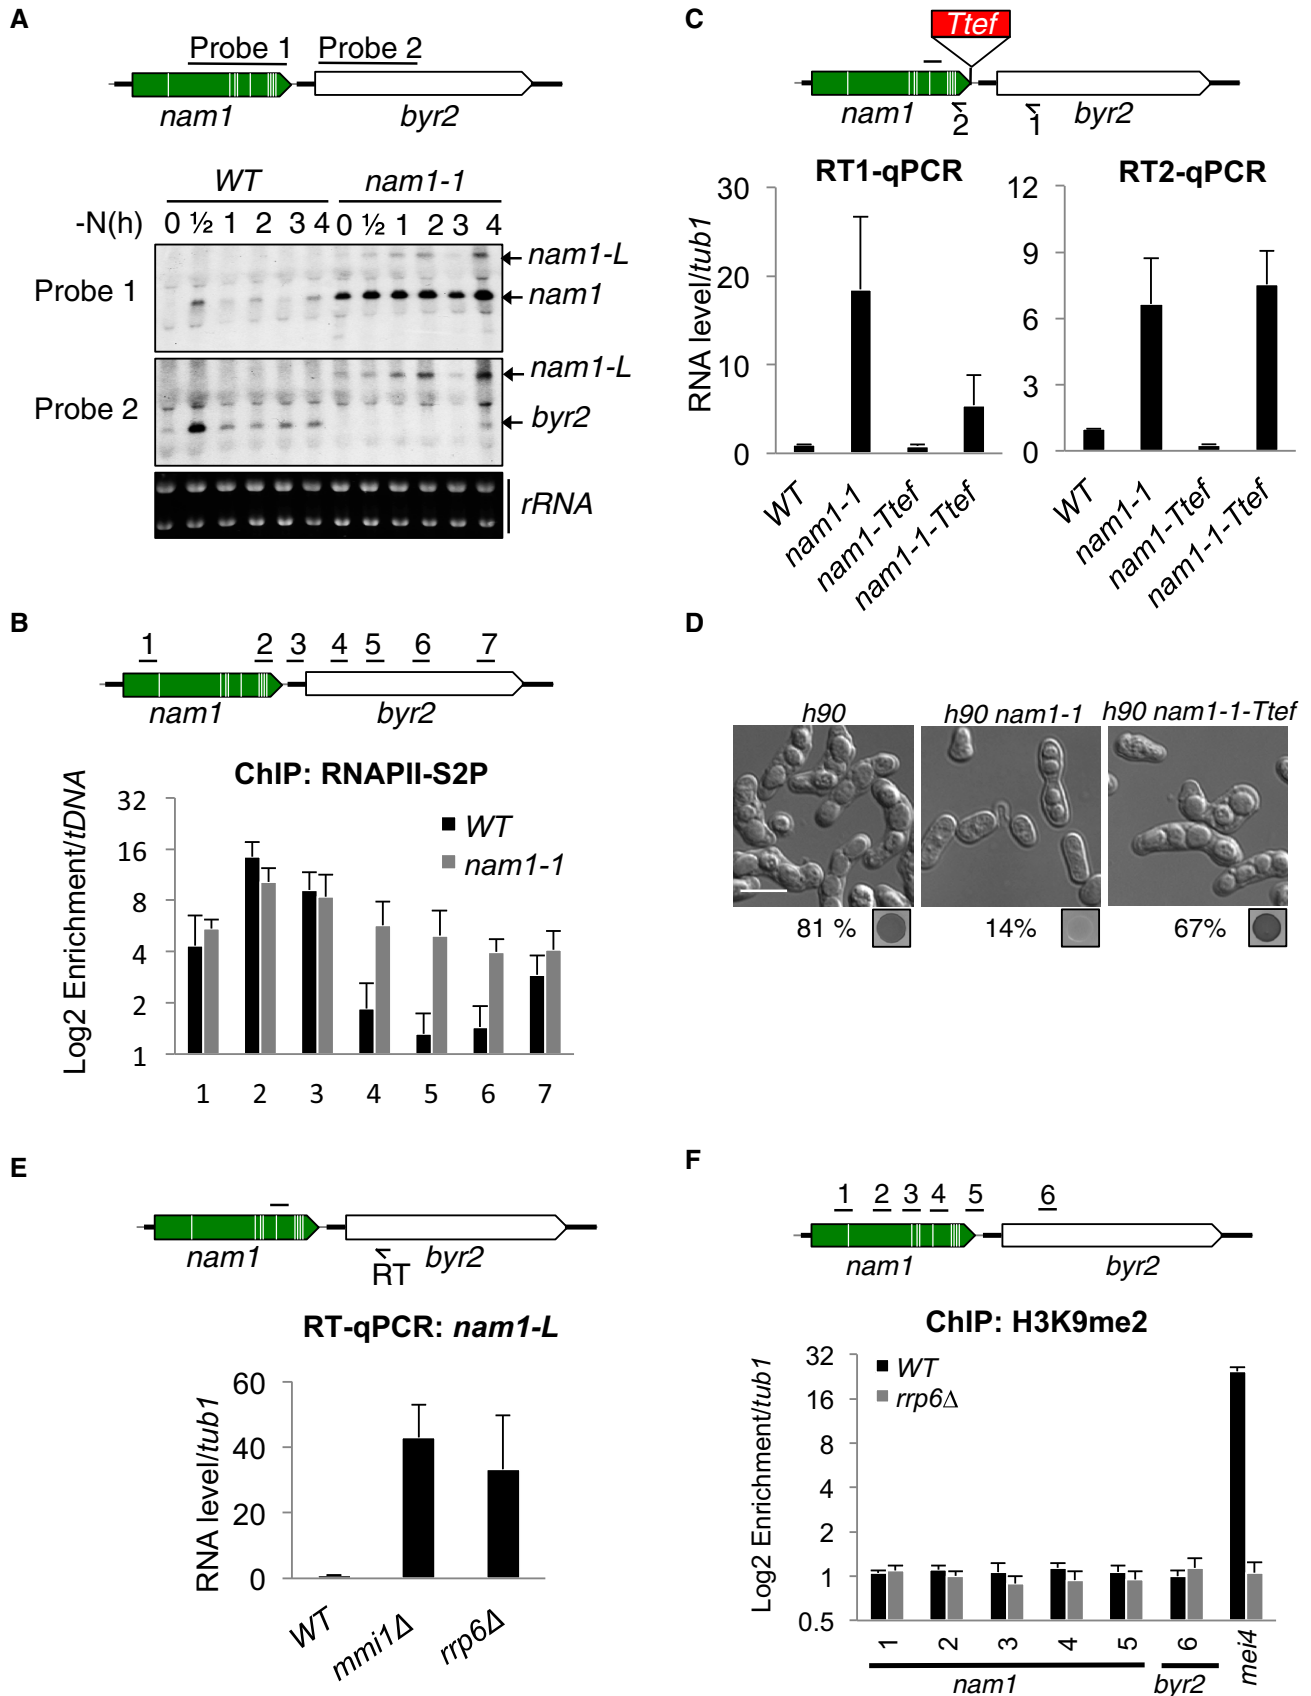 A
Probe 1 Probe 2
nam1 byr2
WT nam1-1
-N(h) 0 ½ 1 2 3 4 0 ½ 1 2 3 4
Probe 1
nam1-L
nam1
Probe 2
nam1-L
byr2
rRNA
C
Ttef
nam1 2 1 byr2
RT1-qPCR
RNA level/tub1
30
20
10
0
WT nam1-1 nam1-Ttef nam1-1-Ttef
RT2-qPCR
12
9
6
3
0
WT nam1-1 nam1-Ttef nam1-1-Ttef
B
1 2 3 4 5 6 7
nam1 byr2
ChIP: RNAPII-S2P
Log2 Enrichment/tDNA
32
16
8
4
2
1
WT
nam1-1
1 2 3 4 5 6 7
D
h90 h90 nam1-1 h90 nam1-1-Ttef
81 % 14% 67%
E
nam1 RT byr2
RT-qPCR: nam1-L
RNA level/tub1
60
40
20
0
WT mmi1Δ rrp6Δ
F
1 2 3 4 5 6
nam1 byr2
ChIP: H3K9me2
Log2 Enrichment/tub1
32
16
8
4
2
1
0.5
WT
rrp6Δ
1 2 3 4 5 6 mei4
nam1 byr2